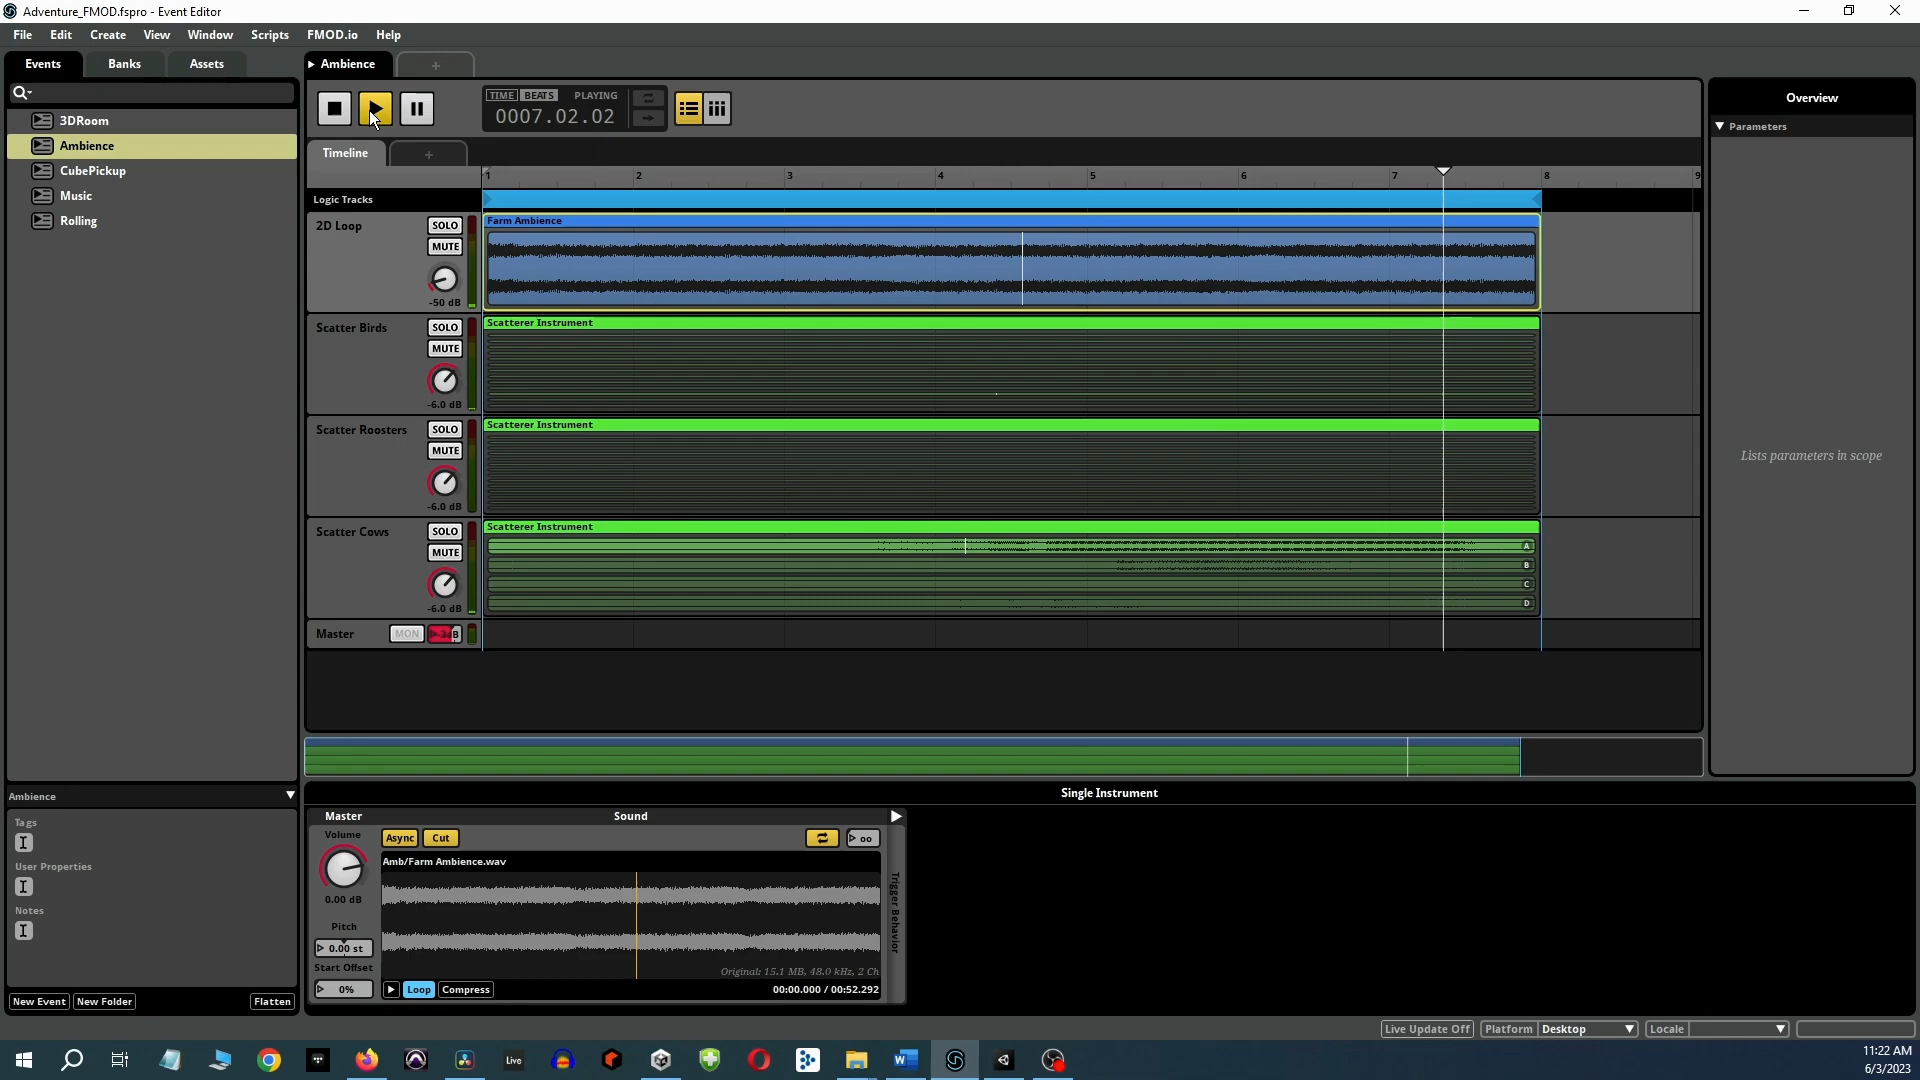 Adventure_FMOD.fspro - Event Editor
File Edit Create View Window Scripts FMOD.io Help
Events Banks Assets
Ambience
+
TIME BEATS PLAYING
0007.02.02
Overview
Parameters
Lists parameters in scope
3DRoom
Ambience
CubePickup
Music
Rolling
Timeline
+
1 2 3 4 5 6 7 8 9
Logic Tracks
2D Loop
SOLO
MUTE
-50 dB
Farm Ambience
Scatter Birds
SOLO
MUTE
-6.0 dB
Scatterer Instrument
Scatter Roosters
SOLO
MUTE
-6.0 dB
Scatterer Instrument
Scatter Cows
SOLO
MUTE
-6.0 dB
Scatterer Instrument
A
B
C
D
Master MON
Ambience
Tags
User Properties
Notes
New Event New Folder Flatten
Single Instrument
Master Sound
Volume
0.00 dB
Pitch
0.00 st
Start Offset
0%
Async Cut
oo
Amb/Farm Ambience.wav
Original: 15.1 MB, 48.0 kHz, 2 Ch
Loop Compress 00:00.000 / 00:52.292
Trigger Behavior
Live Update Off Platform Desktop Locale
Live
11:22 AM
6/3/2023